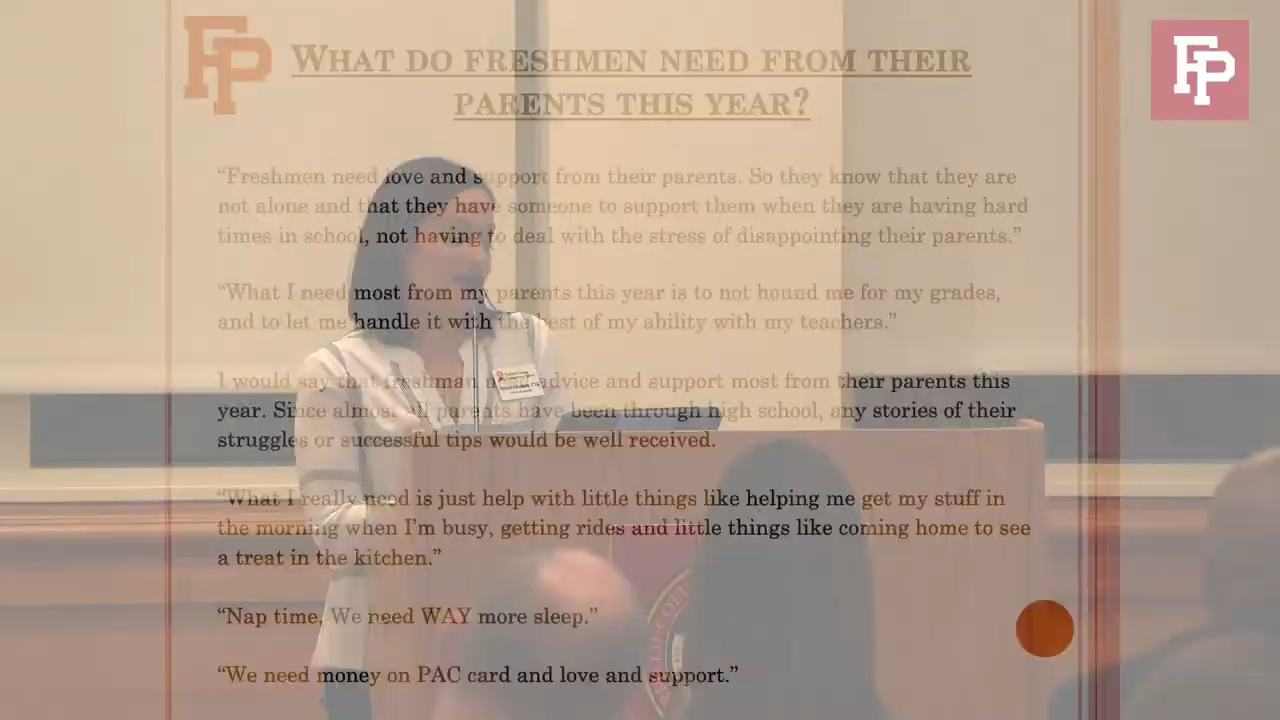 FP
WHAT DO FRESHMEN NEED FROM THEIR
PARENTS THIS YEAR?
FP
“Freshmen need love and support from their parents. So they know that they are
not alone and that they have someone to support them when they are having hard
times in school, not having to deal with the stress of disappointing their parents.”
“What I need most from my parents this year is to not hound me for my grades,
and to let me handle it with the best of my ability with my teachers.”
I would say that freshman need advice and support most from their parents this
year. Since almost all parents have been through high school, any stories of their
struggles or successful tips would be well received.
“What I really need is just help with little things like helping me get my stuff in
the morning when I'm busy, getting rides and little things like coming home to see
a treat in the kitchen.”
“Nap time. We need WAY more sleep.”
“We need money on PAC card and love and support.”